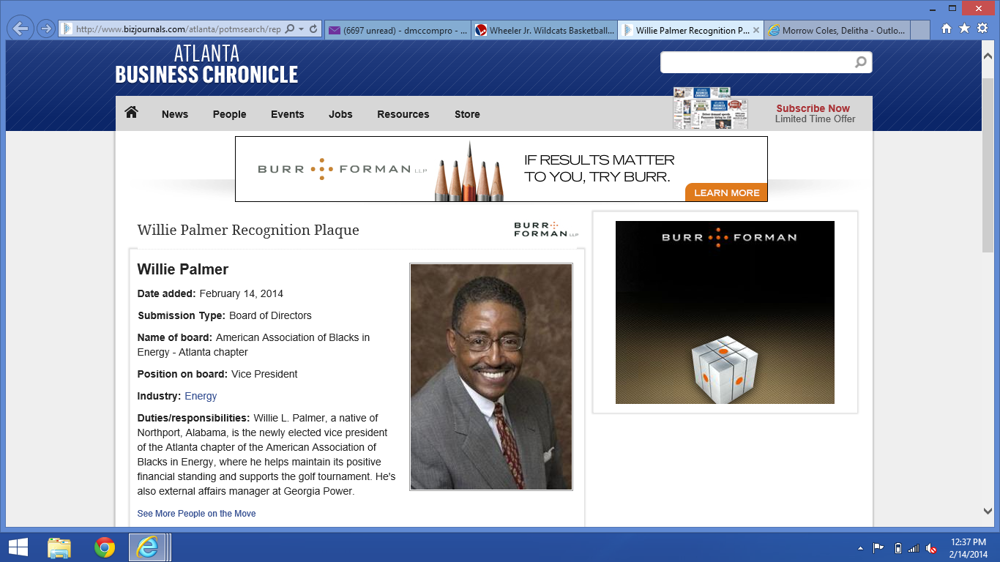 http://www.bizjournals.com/atlanta/potmsearch/rep
(6697 unread) - dmccompro - ...
Wheeler Jr. Wildcats Basketball...
Willie Palmer Recognition P...
Morrow Coles, Delitha - Outlo...
ATLANTA
BUSINESS CHRONICLE
News People Events Jobs Resources Store
Subscribe Now
Limited Time Offer
BURR FORMAN LLP
IF RESULTS MATTER
TO YOU, TRY BURR.
LEARN MORE
Willie Palmer Recognition Plaque
BURR
FORMAN LLP
BURR FORMAN
Willie Palmer
Date added: February 14, 2014
Submission Type: Board of Directors
Name of board: American Association of Blacks in
Energy - Atlanta chapter
Position on board: Vice President
Industry: Energy
Duties/responsibilities: Willie L. Palmer, a native of
Northport, Alabama, is the newly elected vice president
of the Atlanta chapter of the American Association of
Blacks in Energy, where he helps maintain its positive
financial standing and supports the golf tournament. He's
also external affairs manager at Georgia Power.
See More People on the Move
12:37 PM
2/14/2014